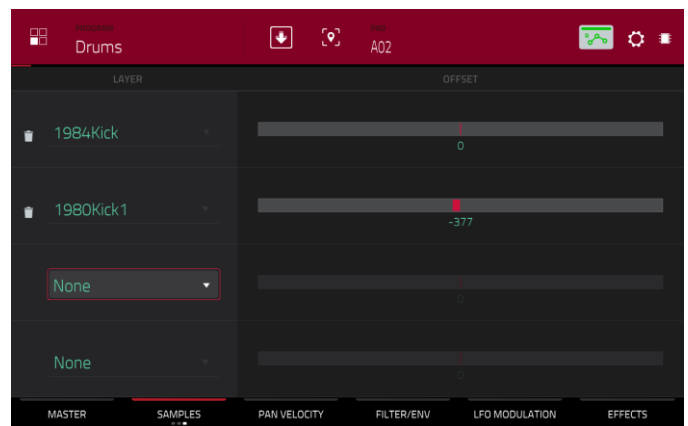 PROGRAM
Drums
PAD
A02
LAYER
OFFSET
1984Kick
0
1980Kick1
-377
None
0
None
0
MASTER
SAMPLES
PAN VELOCITY
FILTER/ENV
LFO MODULATION
EFFECTS